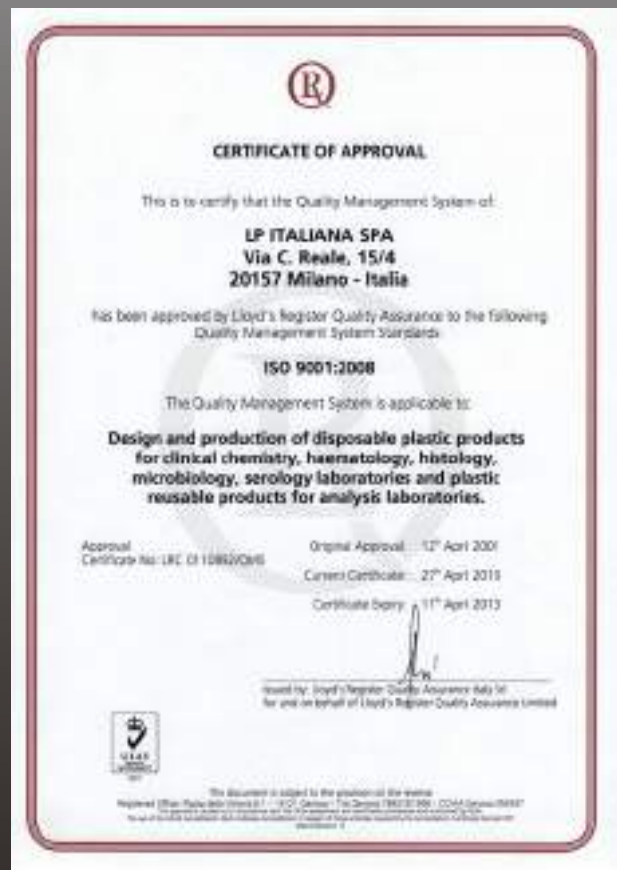 CERTIFICATE OF APPROVAL
This is to certify that the Quality Management System of:
LP ITALIANA SPA
Via C. Reale, 15/4
20157 Milano - Italia
has been approved by Lloyd's Register Quality Assurance to the following
Quality Management System Standards
ISO 9001:2008
The Quality Management System is applicable to:
Design and production of disposable plastic products
for clinical chemistry, haematology, histology,
microbiology, serology laboratories and plastic
reusable products for analysis laboratories.
Approval
Certificate No: LRC
Original Approval: 12th April 2001
Current Certificate: 27th April
Certificate Expiry: 11th April 2013
Issued by: Lloyd's Register Quality Assurance Italy Srl
for and on behalf of Lloyd's Register Quality Assurance Limited
UKAS
This document is subject to the provision on the reverse